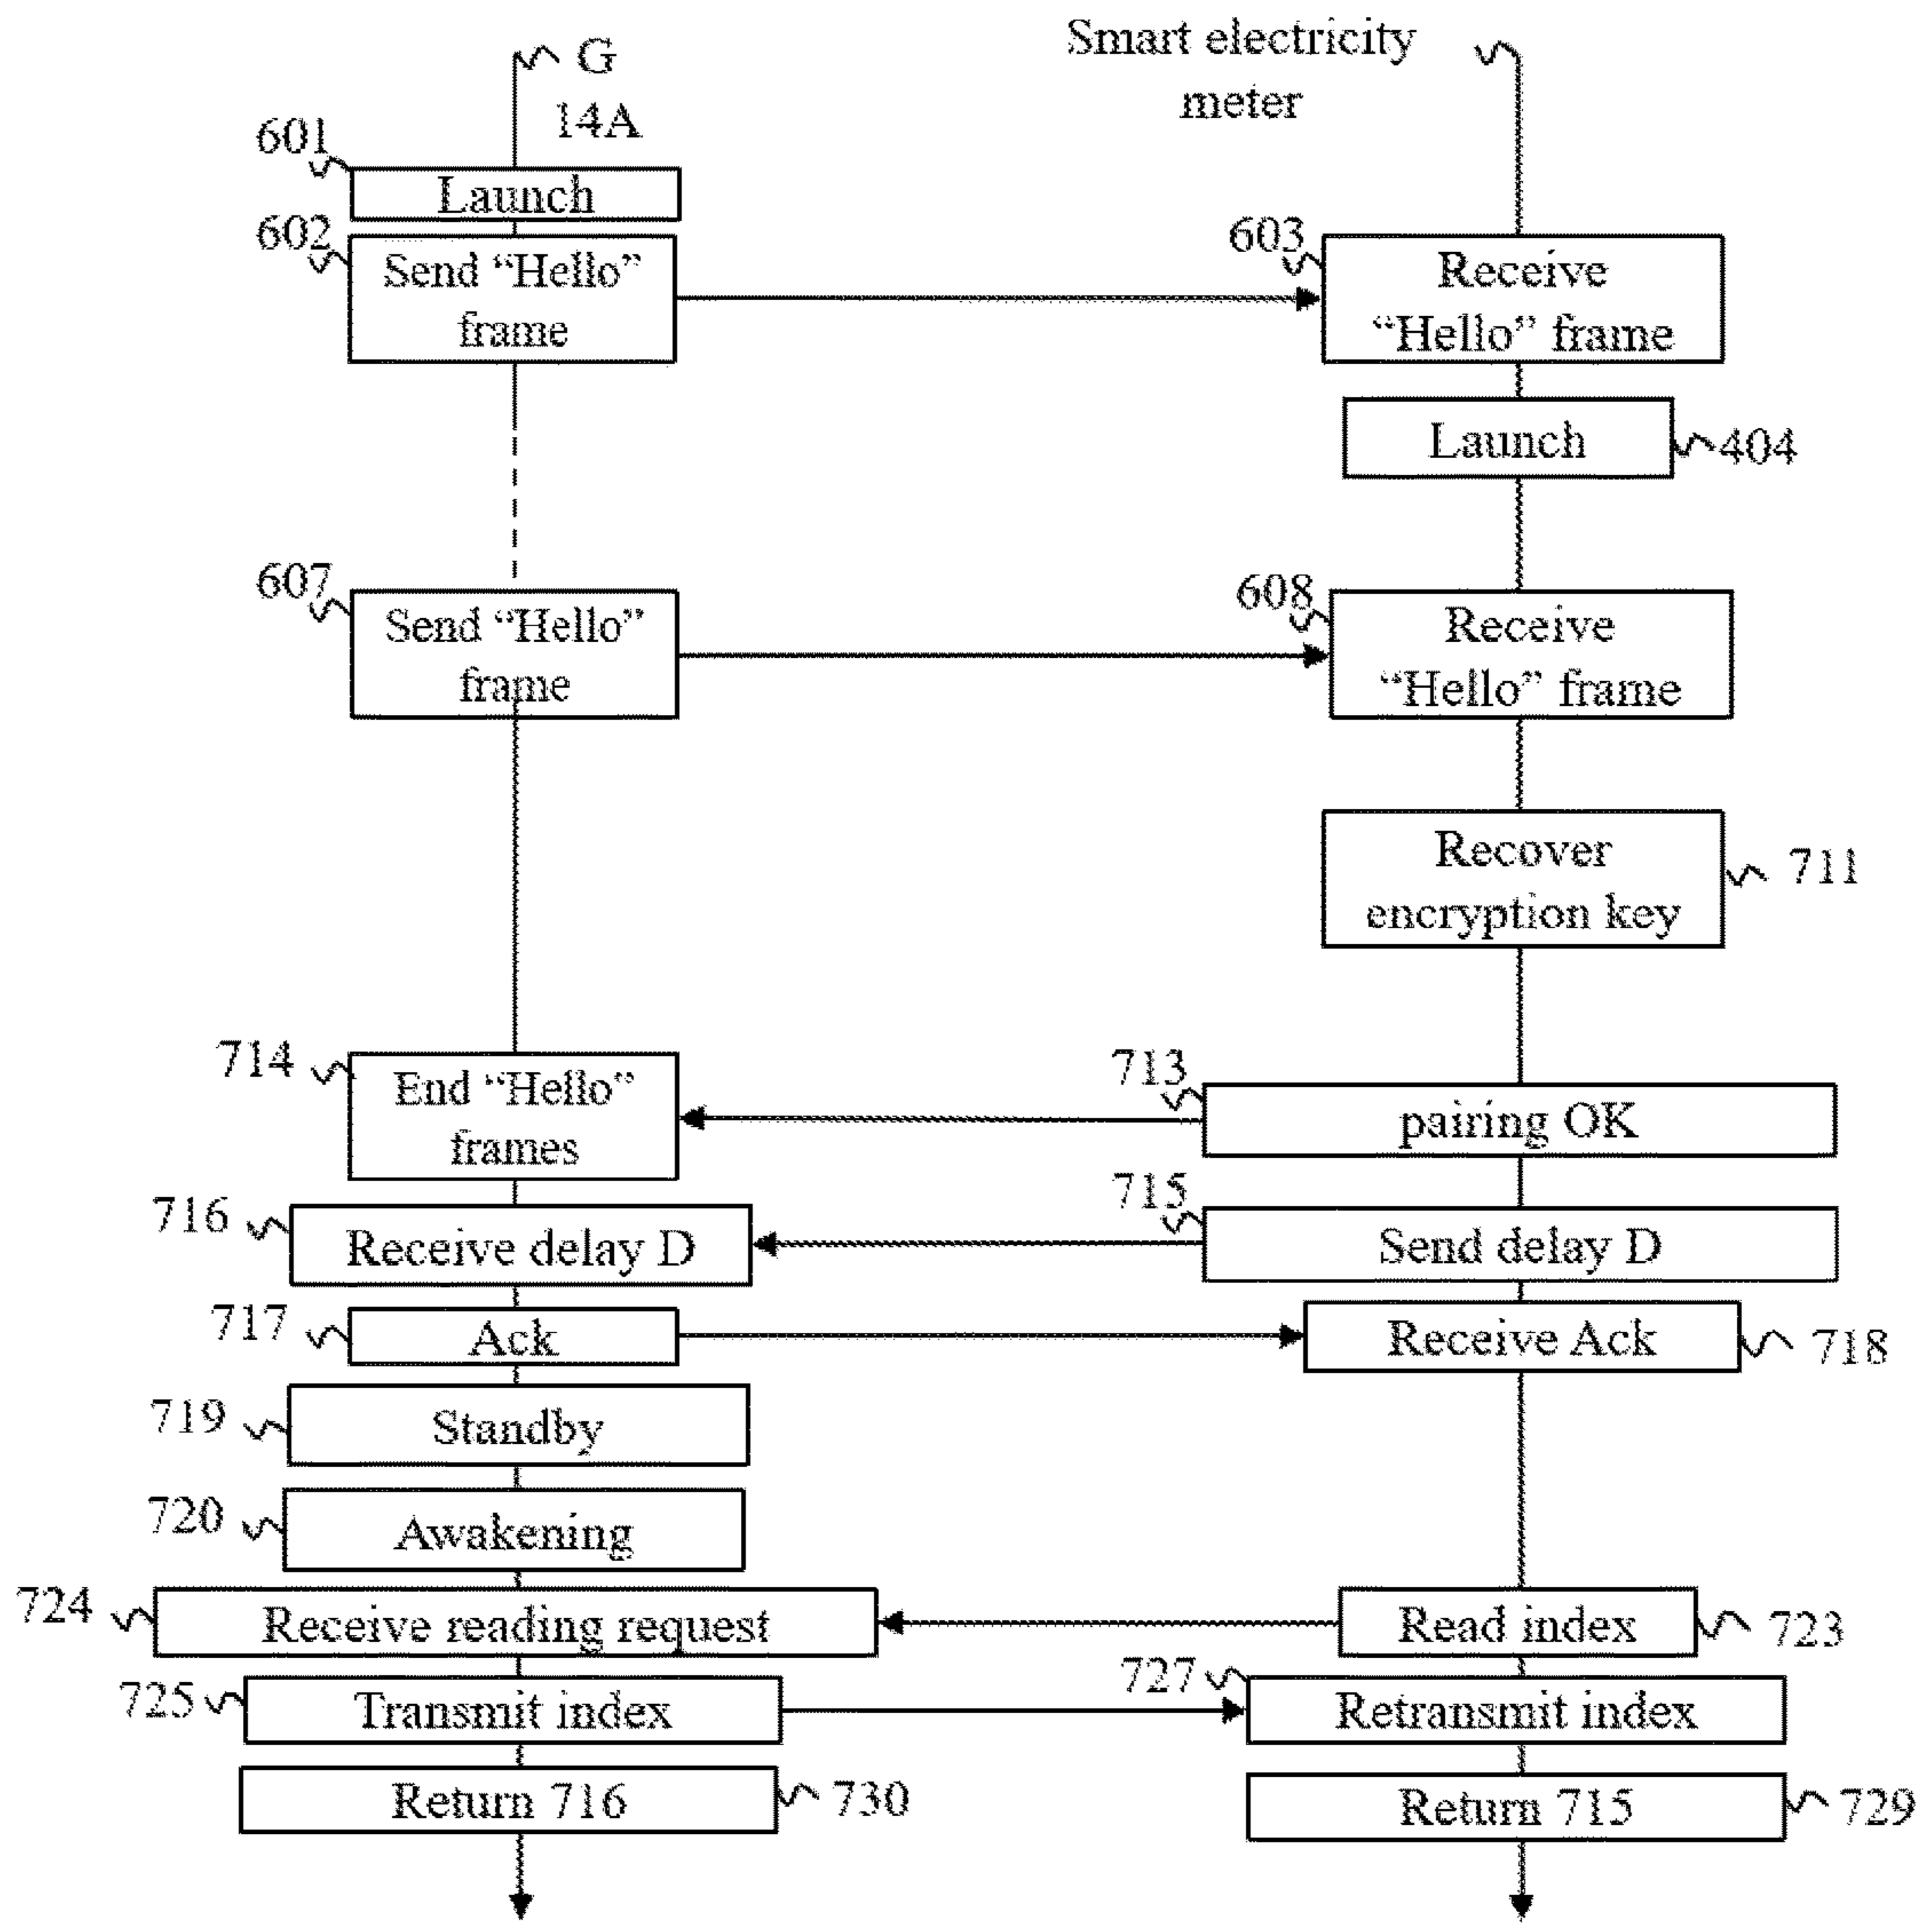 G
14A
Smart electricity
meter
601
Launch
602
Send “Hello”
frame
603
Receive
“Hello” frame
Launch
404
607
Send “Hello”
frame
608
Receive
“Hello” frame
Recover
encryption key
711
714
End “Hello”
frames
713
pairing OK
716
Receive delay D
715
Send delay D
717
Ack
Receive Ack
718
719
Standby
720
Awakening
724
Receive reading request
Read index
723
725
Transmit index
727
Retransmit index
Return 716
730
Return 715
729